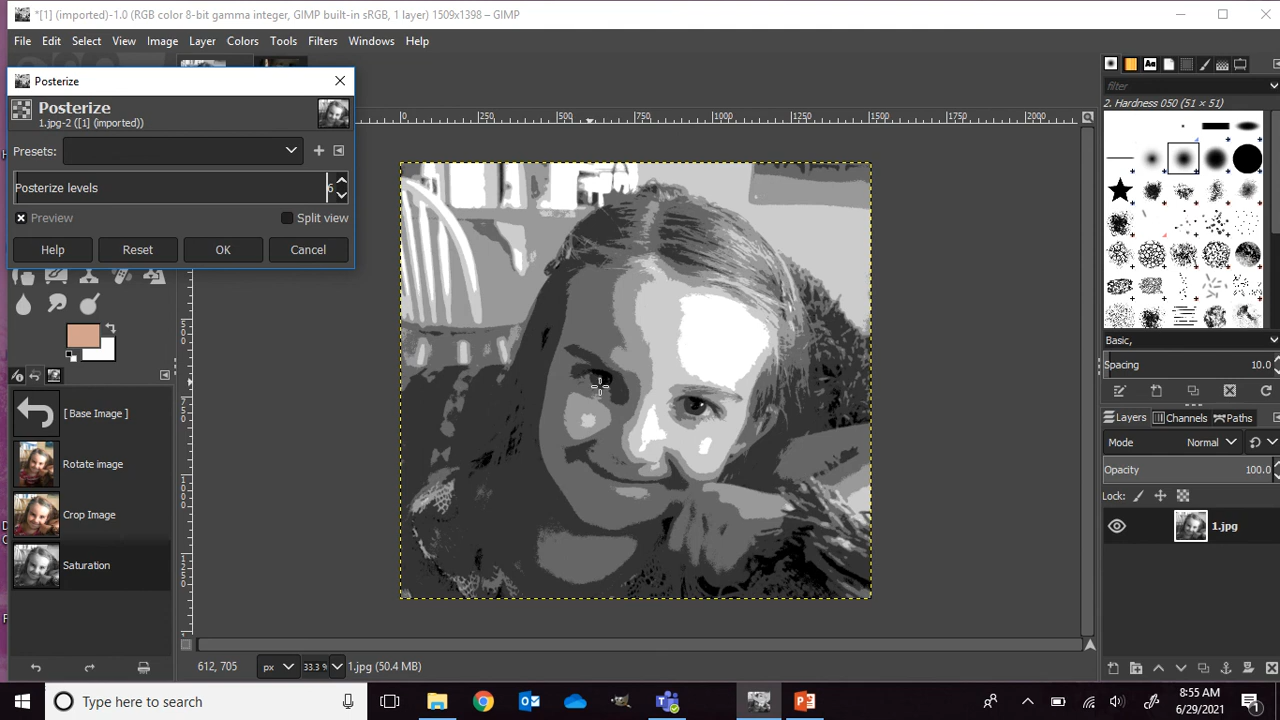 *[1] (imported)-1.0 (RGB color 8-bit gamma integer, GIMP built-in sRGB, 1 layer) 1509x1398 – GIMP
File Edit Select View Image Layer Colors Tools Filters Windows Help
Posterize
Posterize
1.jpg-2 ([1] (imported))
Presets:
Posterize levels 6
Preview Split view
Help Reset OK Cancel
0 250 500 750 1000 1250 1500 1750 2000
500
750
1000
1250
[ Base Image ]
Rotate image
Crop Image
Saturation
filter
2. Hardness 050 (51 × 51)
Basic,
Spacing 10.0
Layers Channels Paths
Mode Normal
Opacity 100.0
Lock:
1.jpg
612, 705 px 33.3 % 1.jpg (50.4 MB)
Type here to search
8:55 AM
6/29/2021